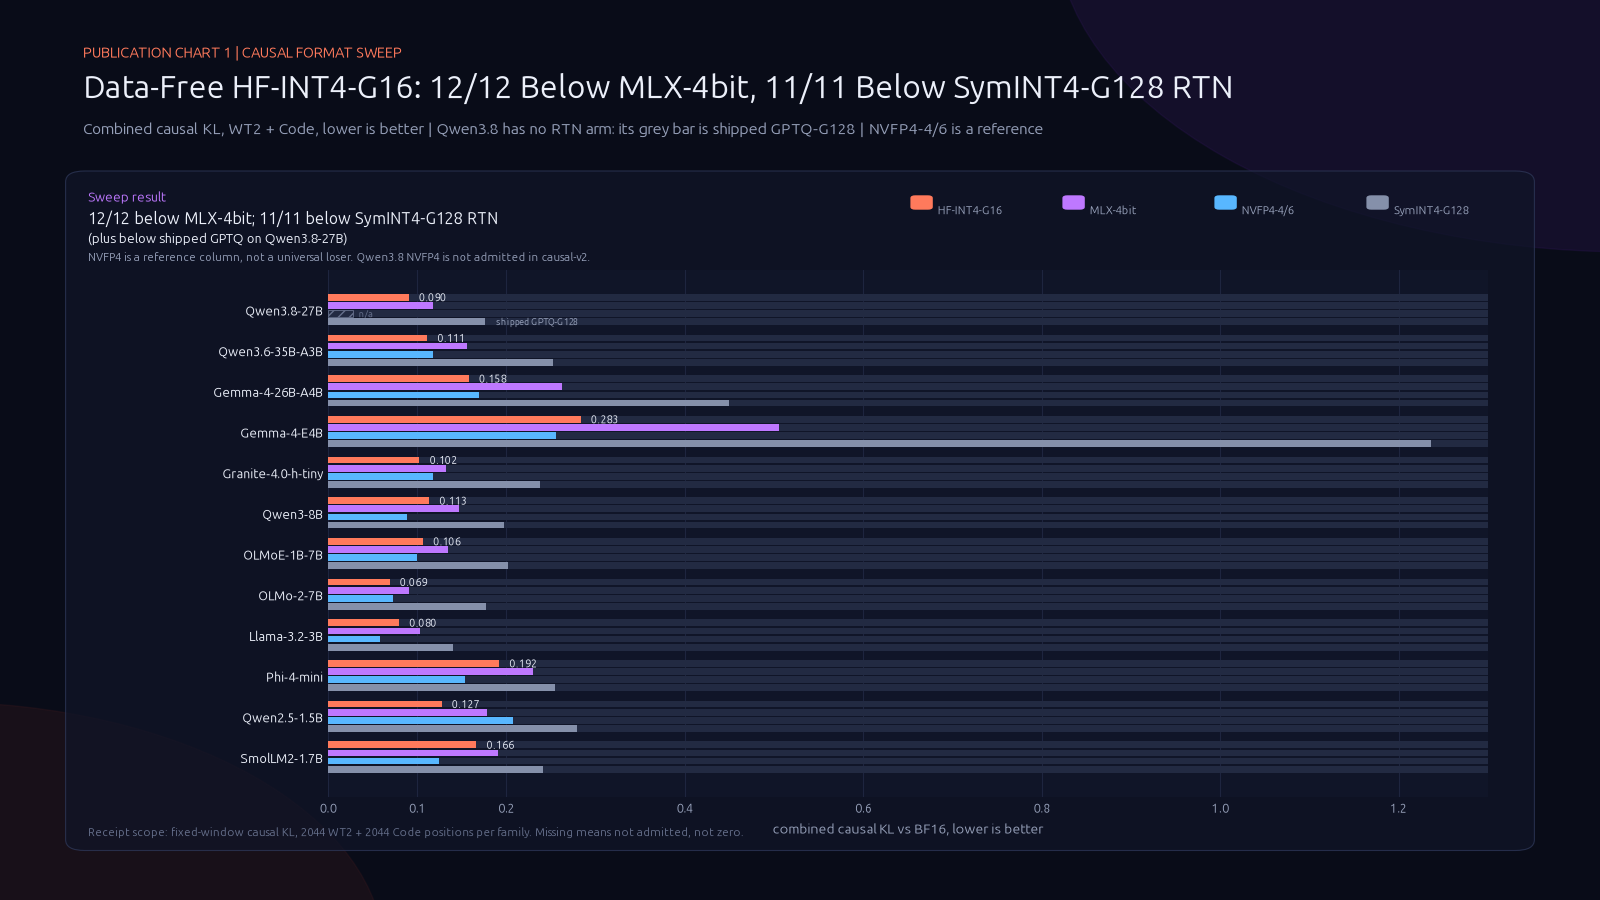 PUBLICATION CHART 1 | CAUSAL FORMAT SWEEP
Data-Free HF-INT4-G16: 12/12 Below MLX-4bit, 11/11 Below SymINT4-G128 RTN
Combined causal KL, WT2 + Code, lower is better | Qwen3.8 has no RTN arm: its grey bar is shipped GPTQ-G128 | NVFP4-4/6 is a reference
Sweep result
12/12 below MLX-4bit; 11/11 below SymINT4-G128 RTN
(plus below shipped GPTQ on Qwen3.8-27B)
NVFP4 is a reference column, not a universal loser. Qwen3.8 NVFP4 is not admitted in causal-v2.
HF-INT4-G16
MLX-4bit
NVFP4-4/6
SymINT4-G128
Qwen3.8-27B
0.090
n/a
shipped GPTQ-G128
Qwen3.6-35B-A3B
0.111
Gemma-4-26B-A4B
0.158
Gemma-4-E4B
0.283
Granite-4.0-h-tiny
0.102
Qwen3-8B
0.113
OLMoE-1B-7B
0.106
OLMo-2-7B
0.069
Llama-3.2-3B
0.080
Phi-4-mini
0.192
Qwen2.5-1.5B
0.127
SmolLM2-1.7B
0.166
0.0 0.1 0.2 0.4 0.6 0.8 1.0 1.2
combined causal KL vs BF16, lower is better
Receipt scope: fixed-window causal KL, 2044 WT2 + 2044 Code positions per family. Missing means not admitted, not zero.